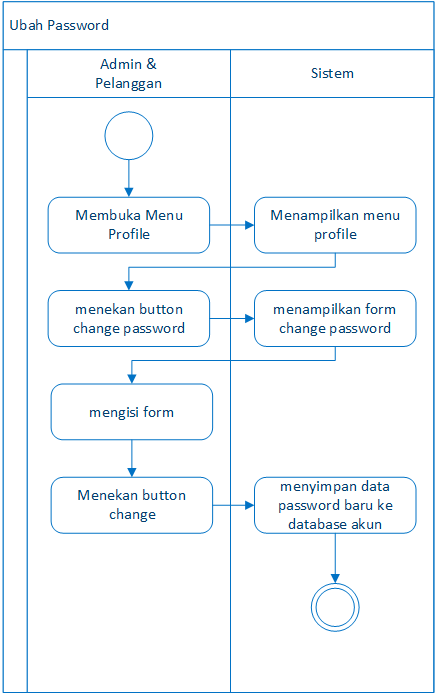 Ubah Password
Admin &
Pelanggan
Sistem
Membuka Menu
Profile
Menampilkan menu
profile
menekan button
change password
menampilkan form
change password
mengisi form
Menekan button
change
menyimpan data
password baru ke
database akun